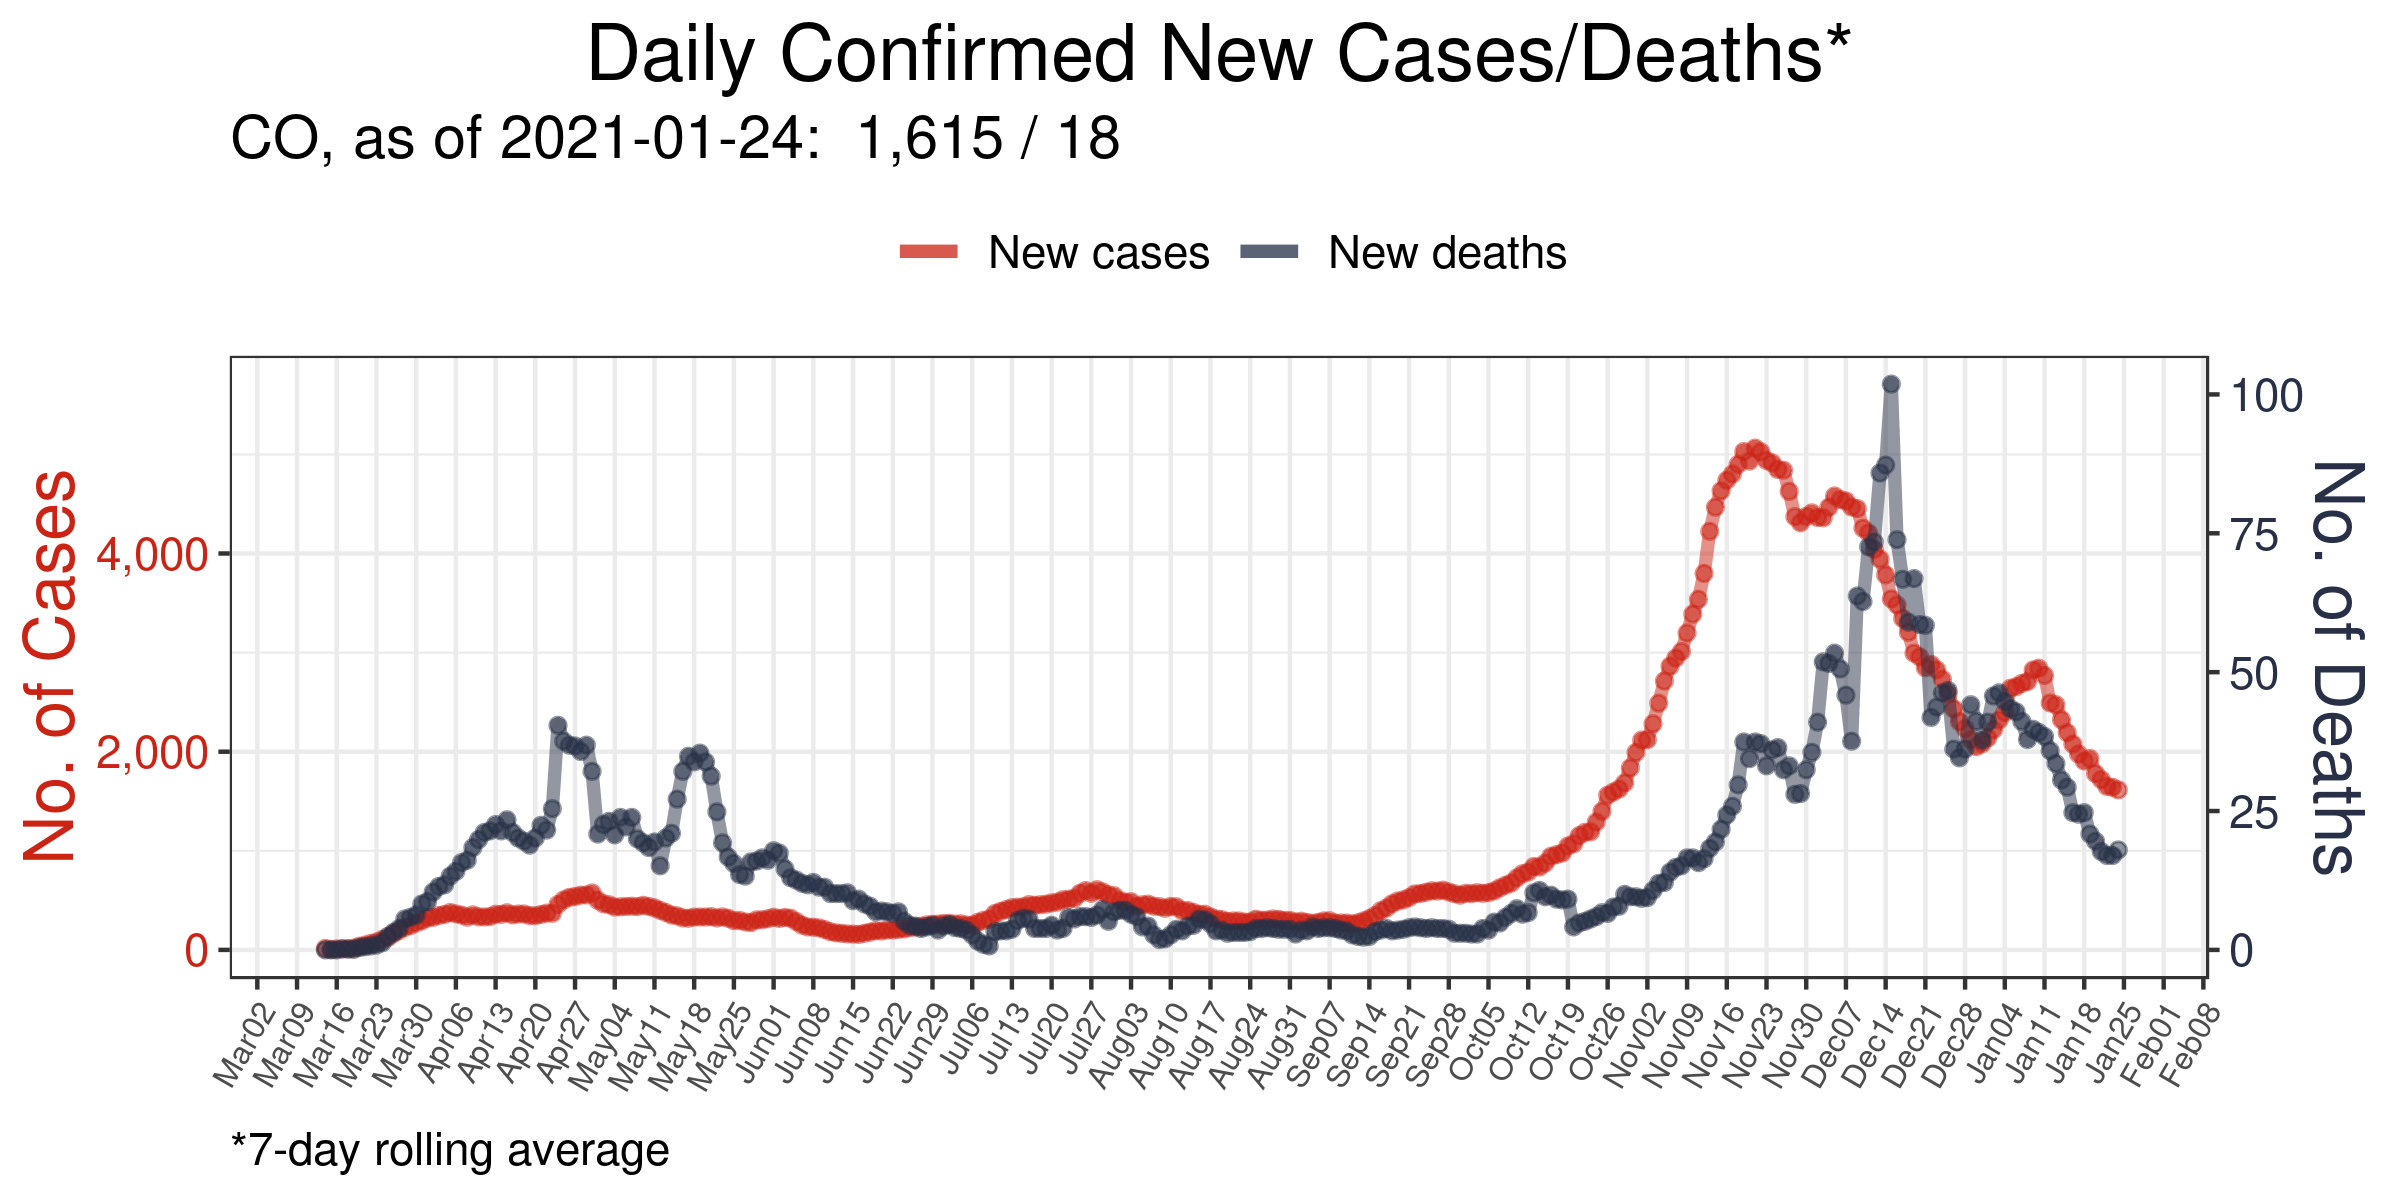 Daily Confirmed New Cases/Deaths*
CO, as of 2021-01-24:  1,615 / 18
New cases
New deaths
No. of Cases
4,000
2,000
0
100
75
50
25
0
No. of Deaths
Mar02
Mar09
Mar16
Mar23
Mar30
Apr06
Apr13
Apr20
Apr27
May04
May11
May18
May25
Jun01
Jun08
Jun15
Jun22
Jun29
Jul06
Jul13
Jul20
Jul27
Aug03
Aug10
Aug17
Aug24
Aug31
Sep07
Sep14
Sep21
Sep28
Oct05
Oct12
Oct19
Oct26
Nov02
Nov09
Nov16
Nov23
Nov30
Nov07
Dec14
Dec21
Dec28
Dec04
Jan11
Jan18
Jan25
Feb01
Feb08
*7-day rolling average